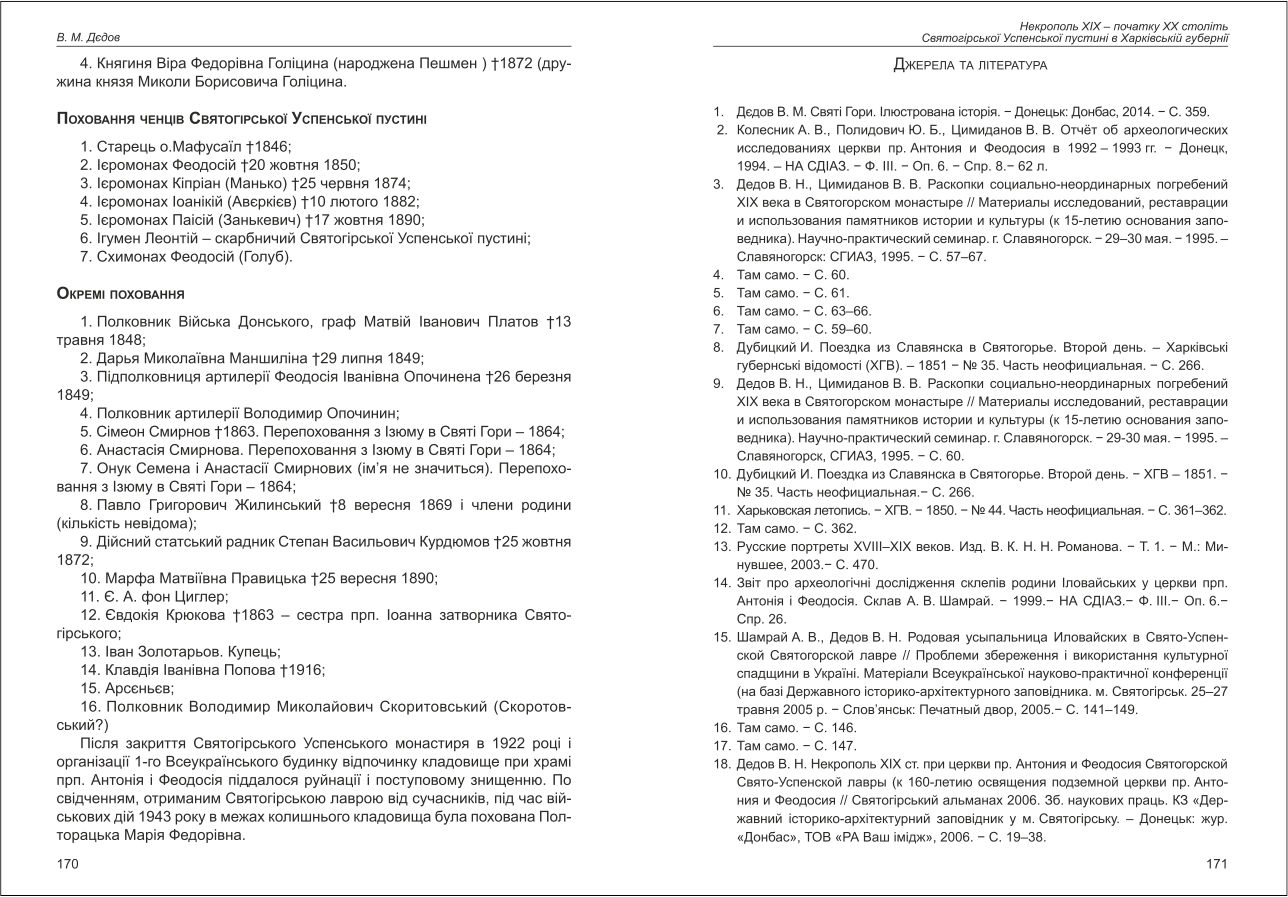 В. М. Дєдов
4. Княгиня Віра Федорівна Голіцина (народжена Пешмен ) †1872 (дру-
жина князя Миколи Борисовича Голіцина.
Поховання ченців Святогірської Успенської пустині
1. Старець о.Мафусаїл †1846;
2. Ієромонах Феодосій †20 жовтня 1850;
3. Ієромонах Кіпріан (Манько) †25 червня 1874;
4. Ієромонах Іоанікій (Авєркієв) †10 лютого 1882;
5. Ієромонах Паісій (Занькевич) †17 жовтня 1890;
6. Ігумен Леонтій – скарбничий Святогірської Успенської пустині;
7. Схимонах Феодосій (Голуб).
Окремі поховання
1. Полковник Війська Донського, граф Матвій Іванович Платов †13
травня 1848;
2. Дарья Миколаївна Маншиліна †29 липня 1849;
3. Підполковниця артилерії Феодосія Іванівна Опочинена †26 березня
1849;
4. Полковник артилерії Володимир Опочинин;
5. Сімеон Смирнов †1863. Перепоховання з Ізюму в Святі Гори – 1864;
6. Анастасія Смирнова. Перепоховання з Ізюму в Святі Гори – 1864;
7. Онук Семена і Анастасії Смирнових (ім’я не значиться). Перепохо-
вання з Ізюму в Святі Гори – 1864;
8. Павло Григорович Жилинський †8 вересня 1869 і члени родини
(кількість невідома);
9. Дійсний статський радник Степан Васильович Курдюмов †25 жовтня
1872;
10. Марфа Матвіївна Правицька †25 вересня 1890;
11. Є. А. фон Циглер;
12. Євдокія Крюкова †1863 – сестра прп. Іоанна затворника Свято-
гірського;
13. Іван Золотарьов. Купець;
14. Клавдія Іванівна Попова †1916;
15. Арсєньєв;
16. Полковник Володимир Миколайович Скоритовський (Скоротов-
ський?)
Після закриття Святогірського Успенського монастиря в 1922 році і
організації 1-го Всеукраїнського будинку відпочинку кладовище при храмі
прп. Антонія і Феодосія піддалося руйнації і поступовому знищенню. По
свідченням, отриманим Святогірською лаврою від сучасників, під час вій-
ськових дій 1943 року в межах колишнього кладовища була похована Пол-
торацька Марія Федорівна.
170
Некрополь XIX – початку XX століть
Святогірської Успенської пустині в Харківській губернії
Джерела та література
1. Дєдов В. М. Святі Гори. Ілюстрована історія. − Донецьк: Донбас, 2014. − С. 359.
2. Колесник А. В., Полидович Ю. Б., Цимиданов В. В. Отчёт об археологических
исследованиях церкви пр. Антония и Феодосия в 1992 – 1993 гг. − Донецк,
1994. – НА СДІАЗ. − Ф. III. − Оп. 6. − Спр. 8.− 62 л.
3. Дедов В. Н., Цимиданов В. В. Раскопки социально-неординарных погребений
XIX века в Святогорском монастыре // Материалы исследований, реставрации
и использования памятников истории и культуры (к 15-летию основания запо-
ведника). Научно-практический семинар. г. Славяногорск. − 29–30 мая. − 1995. –
Славяногорск: СГИАЗ, 1995. − С. 57–67.
4. Там само. − С. 60.
5. Там само. − С. 61.
6. Там само. − С. 63–66.
7. Там само. − С. 59–60.
8. Дубицкий И. Поездка из Славянска в Святогорье. Второй день. – Харківські
губернські відомості (ХГВ). – 1851 − № 35. Часть неофициальная. − С. 266.
9. Дедов В. Н., Цимиданов В. В. Раскопки социально-неординарных погребений
XIX века в Святогорском монастыре // Материалы исследований, реставрации
и использования памятников истории и культуры (к 15-летию основания запо-
ведника). Научно-практический семинар. г. Славяногорск. − 29-30 мая. − 1995. –
Славяногорск, СГИАЗ, 1995. − С. 60.
10. Дубицкий И. Поездка из Славянска в Святогорье. Второй день. − ХГВ – 1851. −
№ 35. Часть неофициальная.− С. 266.
11. Харьковская летопись. − ХГВ. − 1850. − № 44. Часть неофициальная. − С. 361–362.
12. Там само. − С. 362.
13. Русские портреты XVIII–XIX веков. Изд. В. К. Н. Н. Романова. − Т. 1. − М.: Ми-
нувшее, 2003.− С. 470.
14. Звіт про археологічні дослідження склепів родини Іловайських у церкви прп.
Антонія і Феодосія. Склав А. В. Шамрай. − 1999.− НА СДІАЗ.− Ф. III.− Оп. 6.−
Спр. 26.
15. Шамрай А. В., Дедов В. Н. Родовая усыпальница Иловайских в Свято-Успен-
ской Святогорской лавре // Проблеми збереження і використання культурної
спадщини в Україні. Матеріали Всеукраїнської науково-практичної конференції
(на базі Державного історико-архітектурного заповідника. м. Святогірськ. 25–27
травня 2005 р. − Слов’янськ: Печатный двор, 2005.− С. 141–149.
16. Там само. − С. 146.
17. Там само. − С. 147.
18. Дедов В. Н. Некрополь XIX ст. при церкви пр. Антония и Феодосия Святогорской
Свято-Успенской лавры (к 160-летию освящения подземной церкви пр. Анто-
ния и Феодосия // Святогірський альманах 2006. Зб. наукових праць. КЗ «Дер-
жавний історико-архітектурний заповідник у м. Святогірську. – Донецьк: жур.
«Донбас», ТОВ «РА Ваш імідж», 2006. − С. 19–38.
171